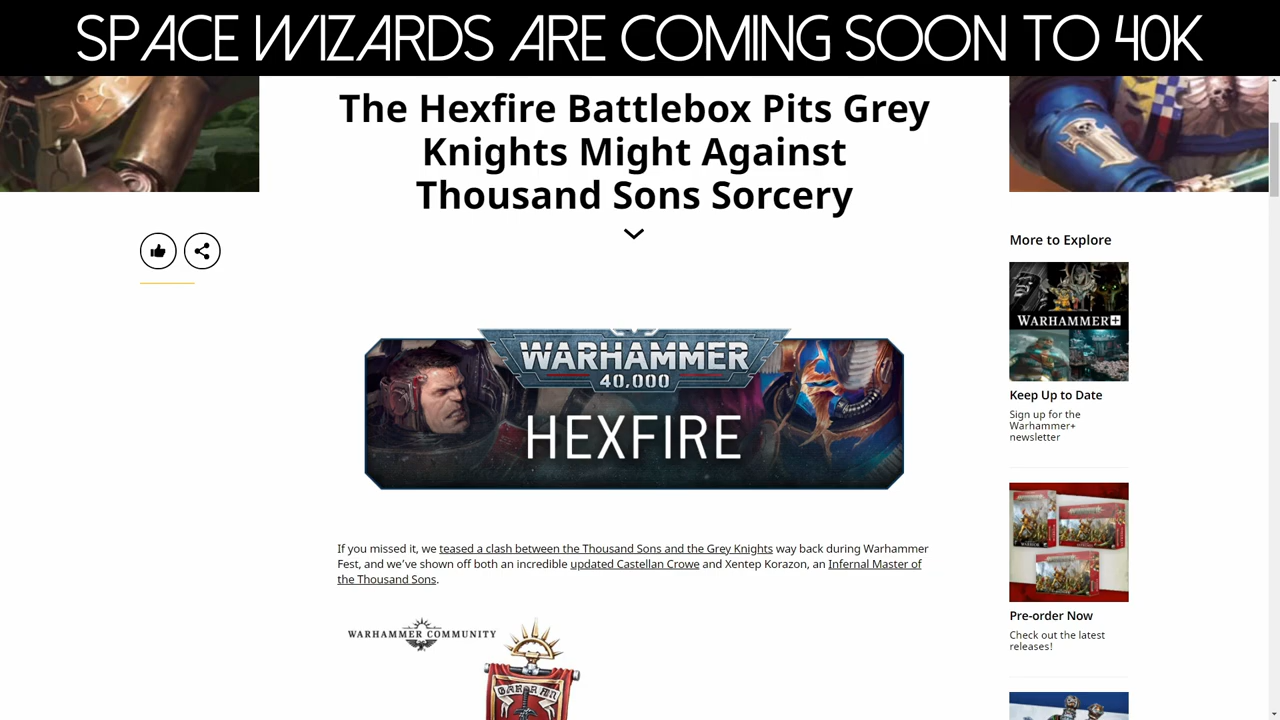 SPACE WIZARDS ARE COMING SOON TO 40K
The Hexfire Battlebox Pits Grey
Knights Might Against
Thousand Sons Sorcery
WARHAMMER
40,000
HEXFIRE
If you missed it, we teased a clash between the Thousand Sons and the Grey Knights way back during Warhammer
Fest, and we’ve shown off both an incredible updated Castellan Crowe and Xentep Korazon, an Infernal Master of
the Thousand Sons.
WARHAMMER COMMUNITY
More to Explore
WARHAMMER+
Keep Up to Date
Sign up for the
Warhammer+
newsletter
Pre-order Now
Check out the latest
releases!